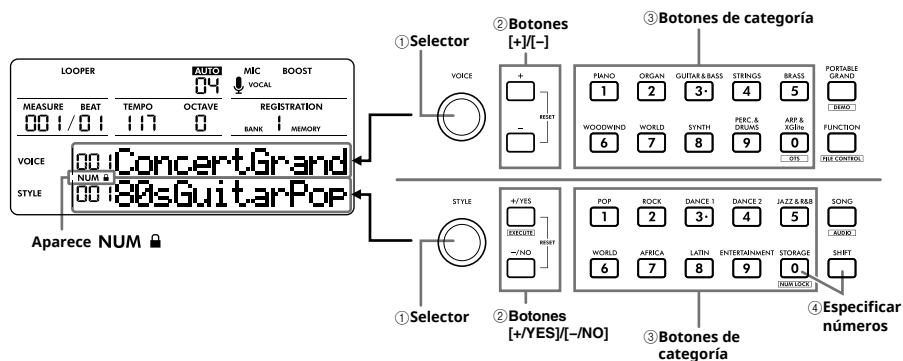 ③Botones de categoría
②Botones
[+]/[−]
①Selector
LOOPER
AUTO
04
MIC
BOOST
VOCAL
MEASURE
BEAT
TEMPO
OCTAVE
REGISTRATION
001/01
117
0
BANK
1
MEMORY
VOICE
001
ConcertGrand
NUM
STYLE
001
80sGuitarPop
Aparece NUM
VOICE
+
−
RESET
PIANO
ORGAN
GUITAR & BASS
STRINGS
BRASS
PORTABLE
GRAND
1
2
3·
4
5
DEMO
WOODWIND
WORLD
SYNTH
PERC. &
DRUMS
ARP. &
XGlite
FUNCTION
6
7
8
9
0
OTS
FILE CONTROL
STYLE
+/YES
EXECUTE
−/NO
RESET
POP
ROCK
DANCE 1
DANCE 2
JAZZ & R&B
SONG
1
2
3·
4
5
AUDIO
WORLD
AFRICA
LATIN
ENTERTAINMENT
STORAGE
SHIFT
6
7
8
9
0
NUM LOCK
①Selector
②Botones
[+/YES]/[−/NO]
③Botones de
categoría
④Especificar
números